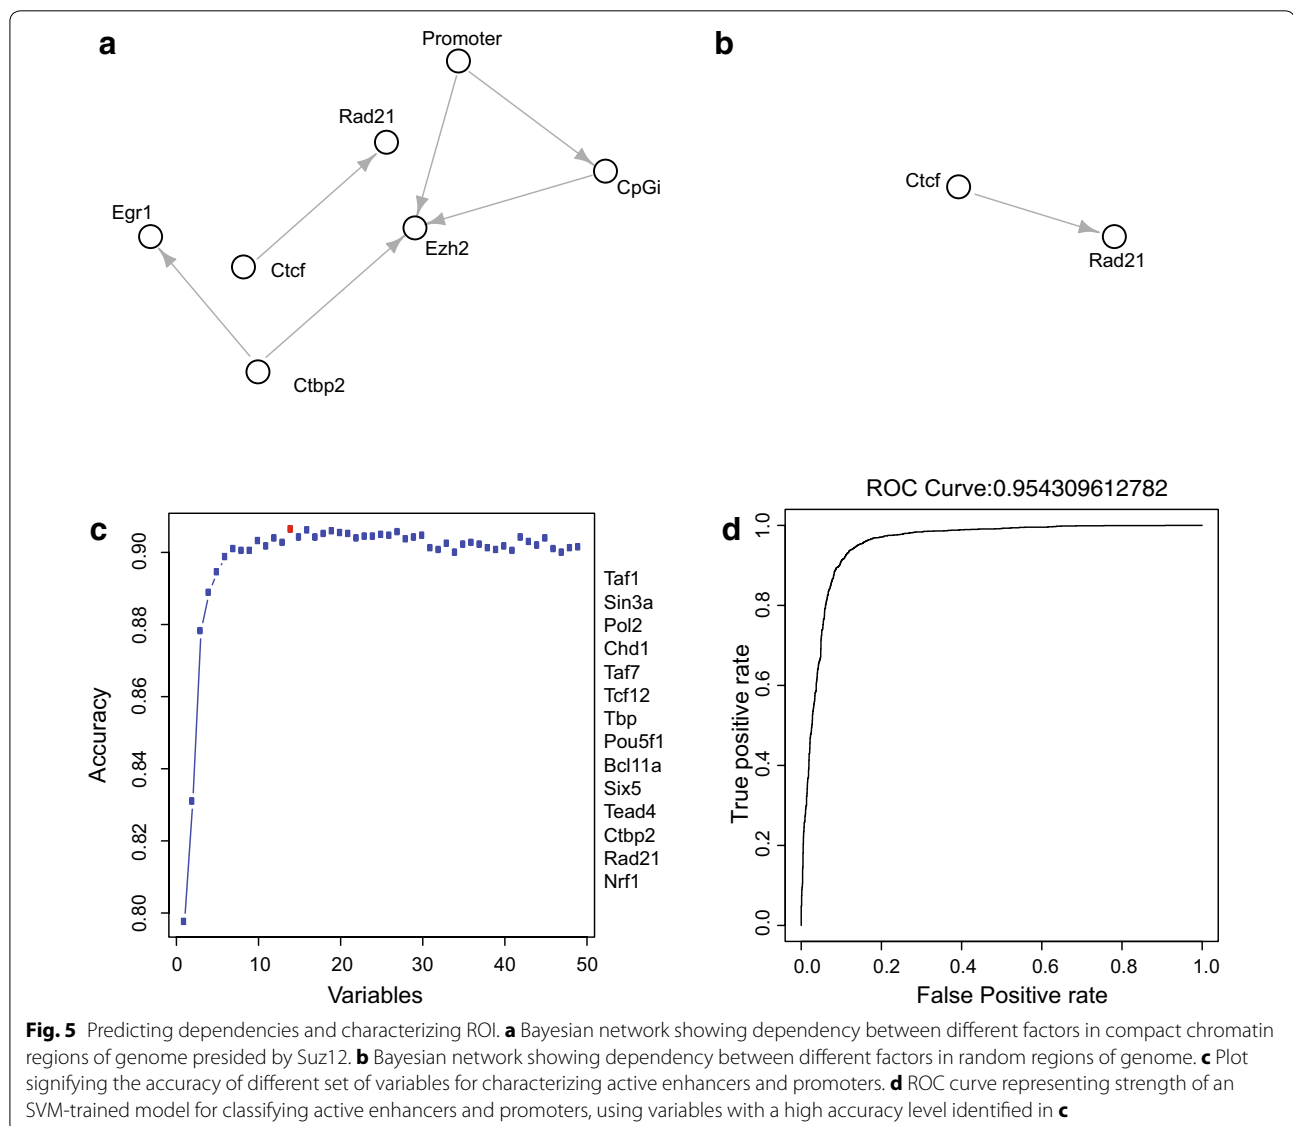 a
Promoter
Rad21
CpGi
Egr1
Ezh2
Ctcf
Ctbp2
b
Ctcf
Rad21
c
Accuracy
0.90
0.88
0.86
0.84
0.82
0.80
0 10 20 30 40 50
Variables
Taf1
Sin3a
Pol2
Chd1
Taf7
Tcf12
Tbp
Pou5f1
Bcl11a
Six5
Tead4
Ctbp2
Rad21
Nrf1
ROC Curve:0.954309612782
d
True positive rate
1.0
0.8
0.6
0.4
0.2
0.0
0.0 0.2 0.4 0.6 0.8 1.0
False Positive rate
Fig. 5 Predicting dependencies and characterizing ROI. a Bayesian network showing dependency between different factors in compact chromatin
regions of genome presided by Suz12. b Bayesian network showing dependency between different factors in random regions of genome. c Plot
signifying the accuracy of different set of variables for characterizing active enhancers and promoters. d ROC curve representing strength of an
SVM-trained model for classifying active enhancers and promoters, using variables with a high accuracy level identified in c